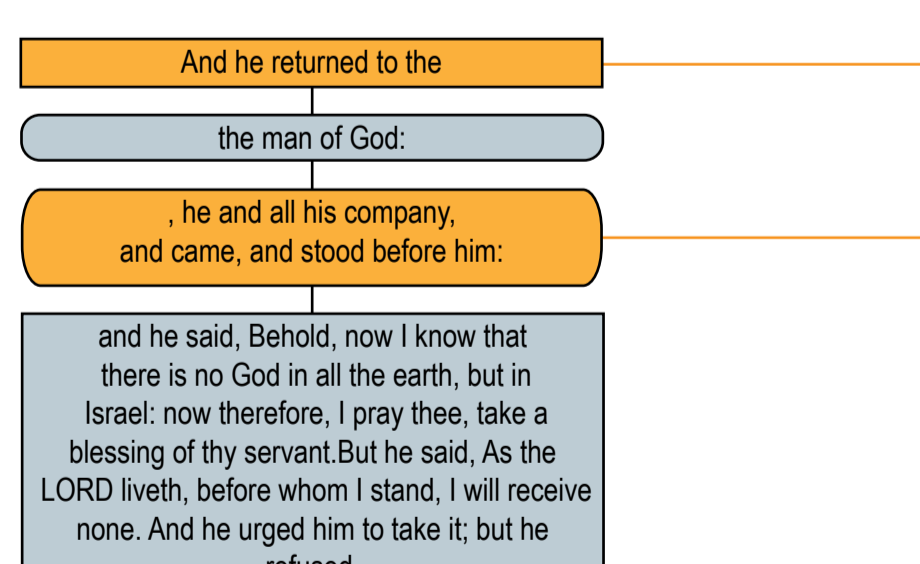 And he returned to the
the man of God:
, he and all his company,
and came, and stood before him:
and he said, Behold, now I know that
there is no God in all the earth, but in
Israel: now therefore, I pray thee, take a
blessing of thy servant.But he said, As the
LORD liveth, before whom I stand, I will receive
none. And he urged him to take it; but he
refused